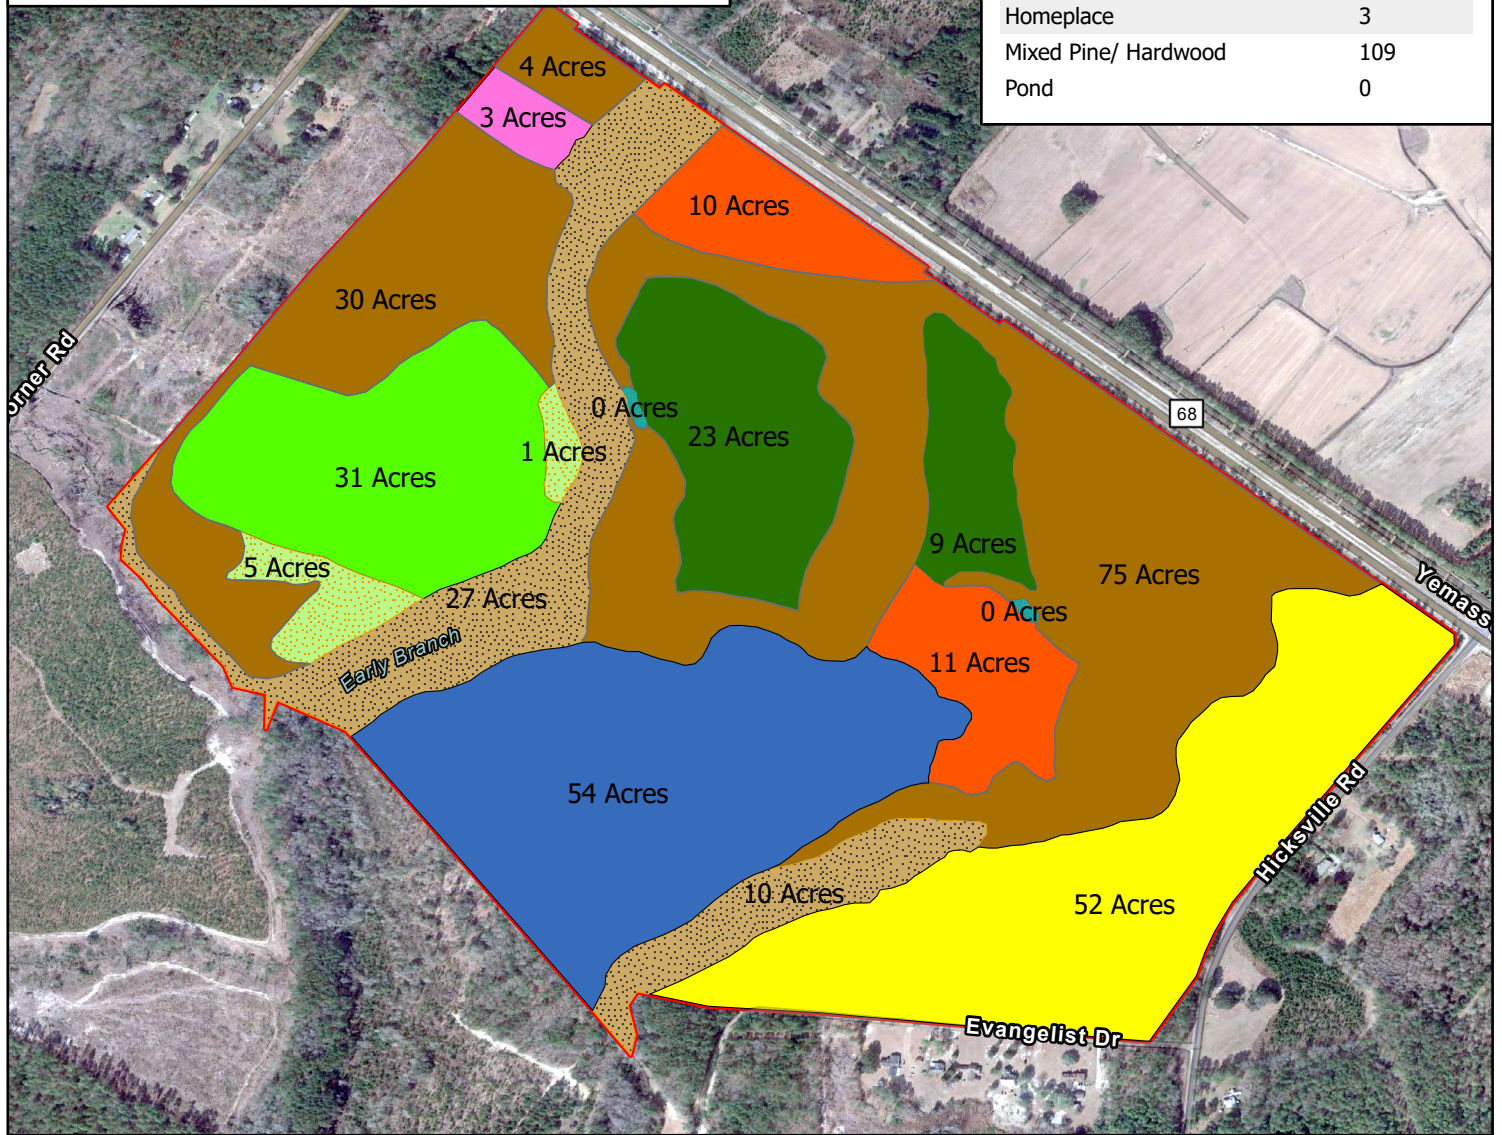 Homeplace 3
Mixed Pine/ Hardwood 109
Pond 0
4 Acres
3 Acres
10 Acres
30 Acres
orner Rd
0 Acres
68
23 Acres
1 Acres
31 Acres
9 Acres
5 Acres
75 Acres
Yemass
27 Acres
0 Acres
Early Branch
11 Acres
54 Acres
Hicksville Rd
10 Acres
52 Acres
Evangelist Dr